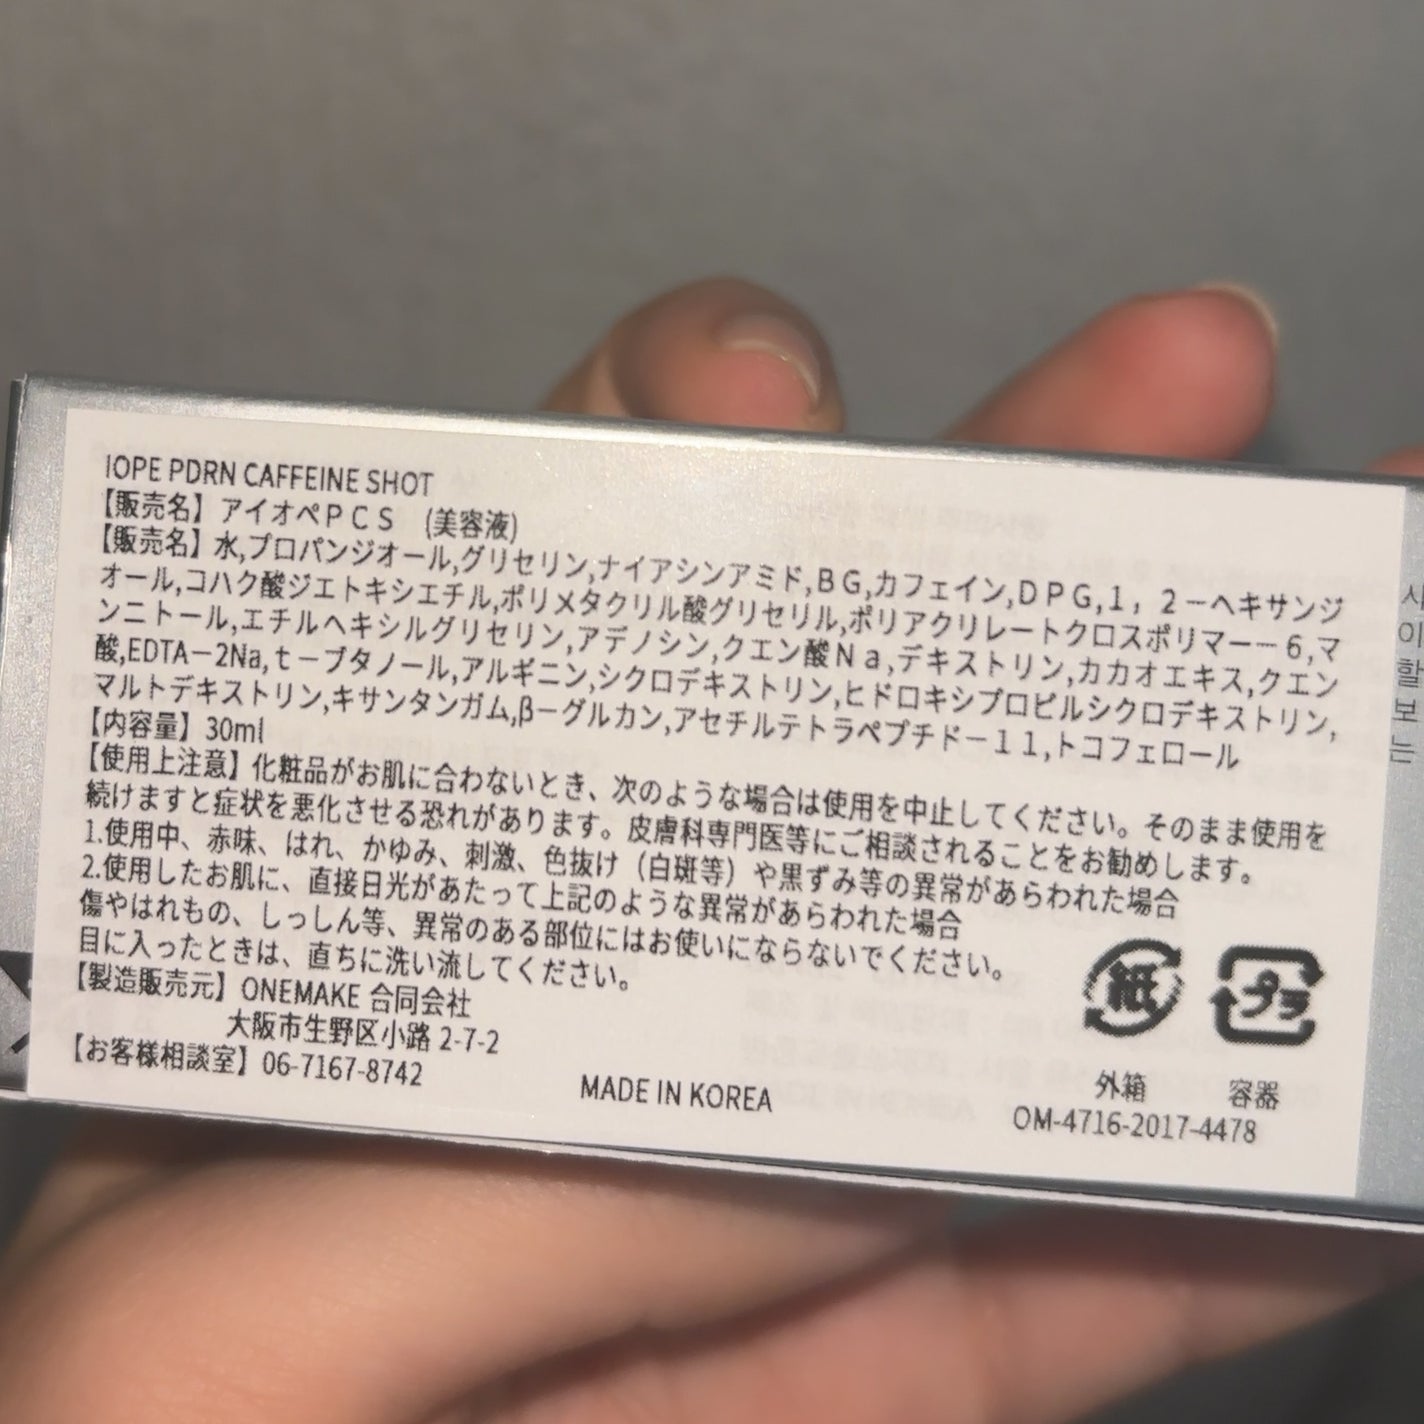 IOPE PDRN CAFFEINE SHOT
【販売名】アイオペＰＣＳ　(美容液)
【販売名】水,プロパンジオール,グリセリン,ナイアシンアミド,ＢＧ,カフェイン,ＤＰＧ,１，２－ヘキサンジ
オール,コハク酸ジエトキシエチル,ポリメタクリル酸グリセリル,ポリアクリレートクロスポリマー－６,マ
ンニトール,エチルヘキシルグリセリン,アデノシン,クエン酸Ｎａ,デキストリン,カカオエキス,クエン
酸,EDTA－2Na,ｔ－ブタノール,アルギニン,シクロデキストリン,ヒドロキシプロピルシクロデキストリン,
マルトデキストリン,キサンタンガム,β－グルカン,アセチルテトラペプチド－１１,トコフェロール
【内容量】30ml
【使用上注意】化粧品がお肌に合わないとき、次のような場合は使用を中止してください。そのまま使用を
続けますと症状を悪化させる恐れがあります。皮膚科専門医等にご相談されることをお勧めします。
1.使用中、赤味、はれ、かゆみ、刺激、色抜け（白斑等）や黒ずみ等の異常があらわれた場合
2.使用したお肌に、直接日光があたって上記のような異常があらわれた場合
傷やはれもの、しっしん等、異常のある部位にはお使いにならないでください。
目に入ったときは、直ちに洗い流してください。
【製造販売元】ONEMAKE 合同会社
大阪市生野区小路 2-7-2
【お客様相談室】06-7167-8742
MADE IN KOREA
紙 プラ
外箱 容器
OM-4716-2017-4478
이
할
보
는